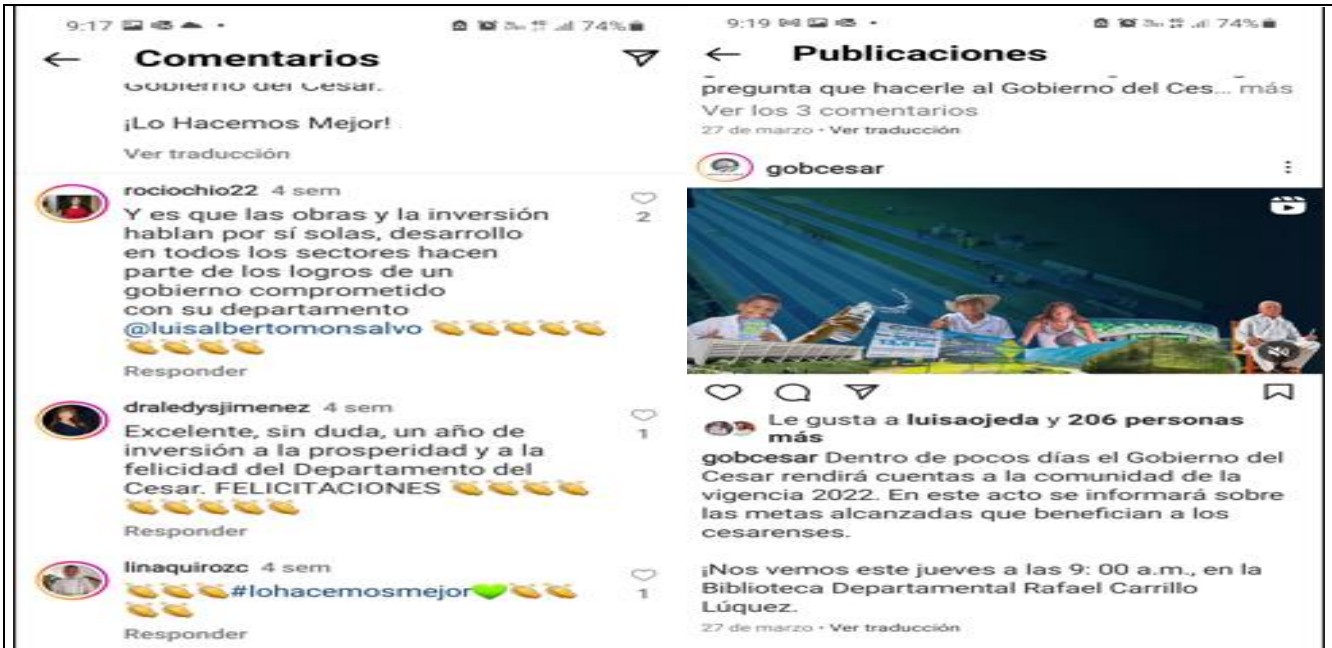 9:17
74%
Comentarios
Gobierno del Cesar.
¡Lo Hacemos Mejor!
Ver traducción
rociochio22 4 sem
Y es que las obras y la inversión
hablan por sí solas, desarrollo
en todos los sectores hacen
parte de los logros de un
gobierno comprometido
con su departamento
@luisalbertomonsalvo 👏👏👏👏👏
👏👏👏👏
2
Responder
draledysjimenez 4 sem
Excelente, sin duda, un año de
inversión a la prosperidad y a la
felicidad del Departamento del
Cesar. FELICITACIONES 👏👏👏👏
👏👏👏👏👏
1
Responder
linaquirozc 4 sem
👏👏👏#lohacemosmejor💚👏👏
👏👏
1
Responder
9:19
74%
Publicaciones
pregunta que hacerle al Gobierno del Ces... más
Ver los 3 comentarios
27 de marzo • Ver traducción
gobcesar
Le gusta a luisaojeda y 206 personas
más
gobcesar Dentro de pocos días el Gobierno del
Cesar rendirá cuentas a la comunidad de la
vigencia 2022. En este acto se informará sobre
las metas alcanzadas que benefician a los
cesarenses.
¡Nos vemos este jueves a las 9: 00 a.m., en la
Biblioteca Departamental Rafael Carrillo
Lúquez.
27 de marzo • Ver traducción